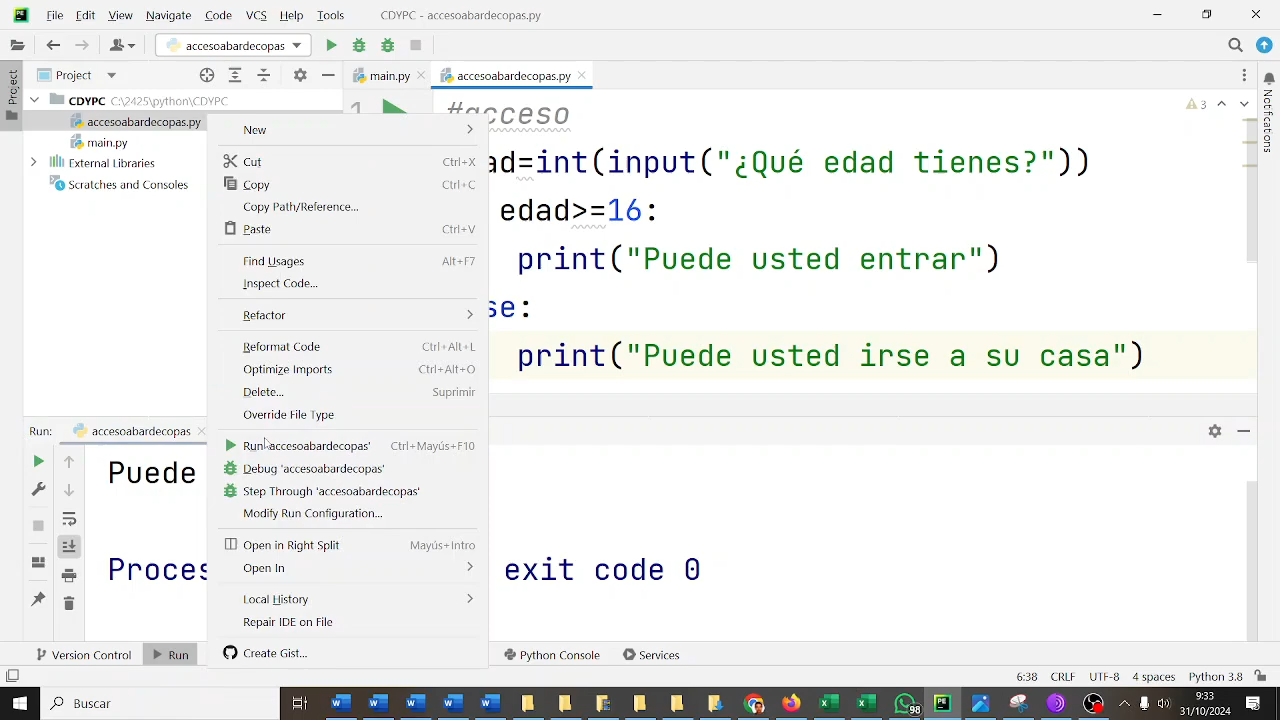 File Edit View Navigate Code VCS Help Tools CDYPC - accesoabardecopas.py
accesoabardecopas
Project
main.py
accesoabardecopas.py
CDYPC C:\2425\python\CDYPC
accesoabardecopas.py
main.py
External Libraries
Scratches and Consoles
Project
Notifications
1 #acceso
3
ad=int(input("¿Qué edad tienes?"))
edad>=16:
print("Puede usted entrar")
se:
print("Puede usted irse a su casa")
New
Cut Ctrl+X
Copy Ctrl+C
Copy Path/Reference...
Paste Ctrl+V
Find Usages Alt+F7
Inspect Code...
Refactor
Reformat Code Ctrl+Alt+L
Optimize Imports Ctrl+Alt+O
Delete... Suprimir
Override File Type
Run 'accesoabardecopas' Ctrl+Mayús+F10
Debug 'accesoabardecopas'
Step Through 'accesoabardecopas'
Modify Run Configuration...
Open in Right Split Mayús+Intro
Open In
Local History
Repair IDE on File
Create Gist...
Run: accesoabardecopas
Puede
Proces exit code 0
Version Control Run Python Console Services
6:38 CRLF UTF-8 4 spaces Python 3.8
Buscar
98
9:33
31/10/2024